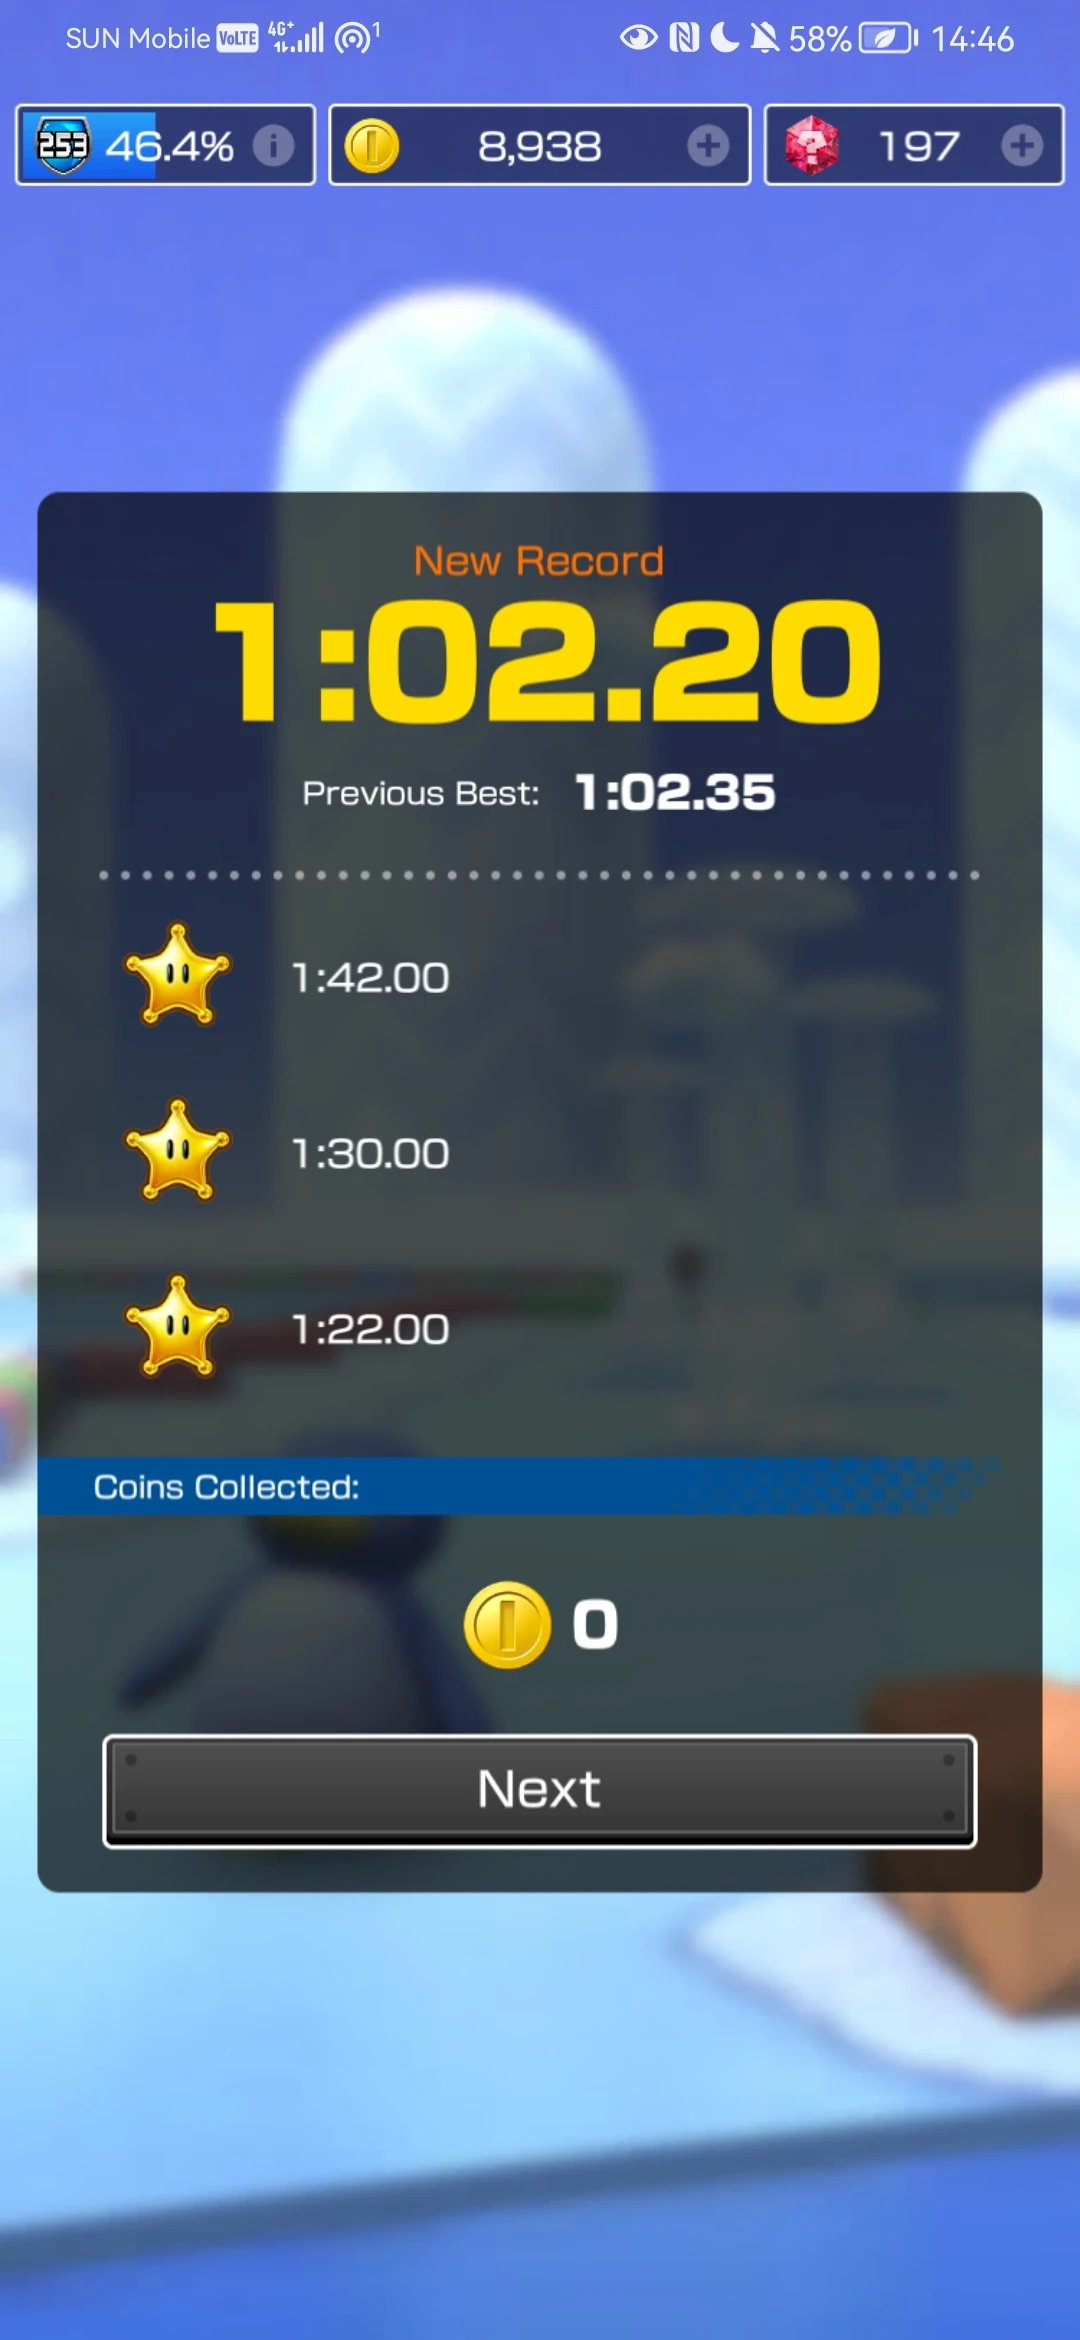 SUN Mobile VoLTE 4G+ 1 58% 14:46
253 46.4% i 8,938 + ? 197 +
New Record
1:02.20
Previous Best: 1:02.35
1:42.00
1:30.00
1:22.00
Coins Collected:
0
Next